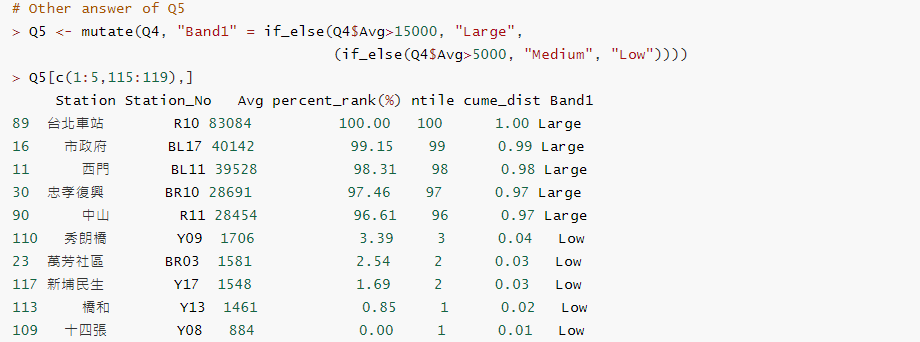 # Other answer of Q5
> Q5 <- mutate(Q4, "Band1" = if_else(Q4$Avg>15000, "Large",
(if_else(Q4$Avg>5000, "Medium", "Low"))))
> Q5[c(1:5,115:119),]
Station Station_No Avg percent_rank(%) ntile cume_dist Band1
89 台北車站 R10 83084 100.00 100 1.00 Large
16 市政府 BL17 40142 99.15 99 0.99 Large
11 西門 BL11 39528 98.31 98 0.98 Large
30 忠孝復興 BR10 28691 97.46 97 0.97 Large
90 中山 R11 28454 96.61 96 0.97 Large
110 秀朗橋 Y09 1706 3.39 3 0.04 Low
23 萬芳社區 BR03 1581 2.54 2 0.03 Low
117 新埔民生 Y17 1548 1.69 2 0.03 Low
113 橋和 Y13 1461 0.85 1 0.02 Low
109 十四張 Y08 884 0.00 1 0.01 Low